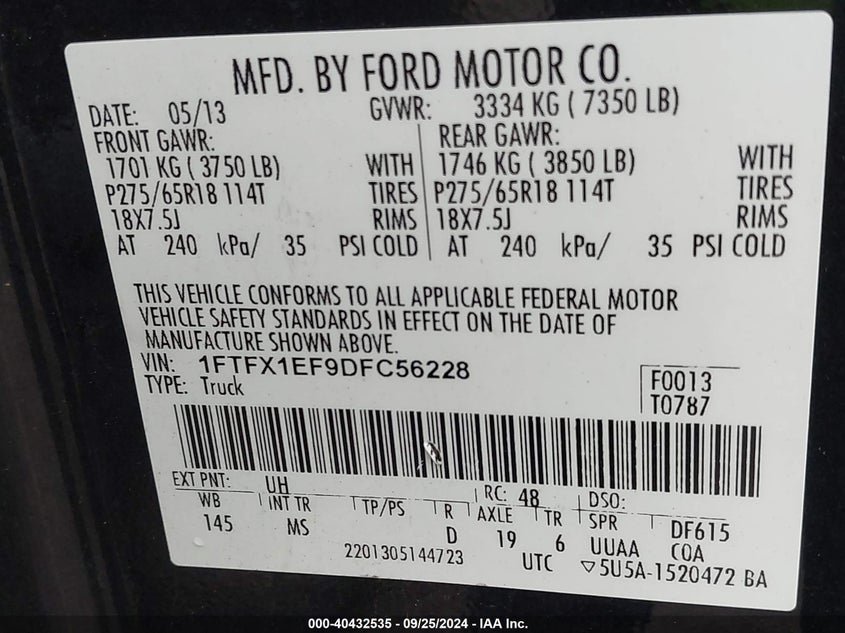 MFD. BY FORD MOTOR CO.
DATE: 05/13 GVWR: 3334 KG ( 7350 LB)
FRONT GAWR: REAR GAWR:
1701 KG ( 3750 LB) WITH 1746 KG ( 3850 LB) WITH
P275/65R18 114T TIRES P275/65R18 114T TIRES
18X7.5J RIMS 18X7.5J RIMS
AT 240 kPa/ 35 PSI COLD AT 240 kPa/ 35 PSI COLD
THIS VEHICLE CONFORMS TO ALL APPLICABLE FEDERAL MOTOR
VEHICLE SAFETY STANDARDS IN EFFECT ON THE DATE OF
MANUFACTURE SHOWN ABOVE.
VIN: 1FTFX1EF9DFC56228 F0013
TYPE: Truck T0787
EXT PNT: UH RC: 48 DSO:
WB INT TR TP/PS R AXLE TR SPR DF615
145 MS D 19 6 UUAA CQA
2201305144723 UTC ▽5U5A-1520472 BA
000-40432535 - 09/25/2024 - IAA Inc.